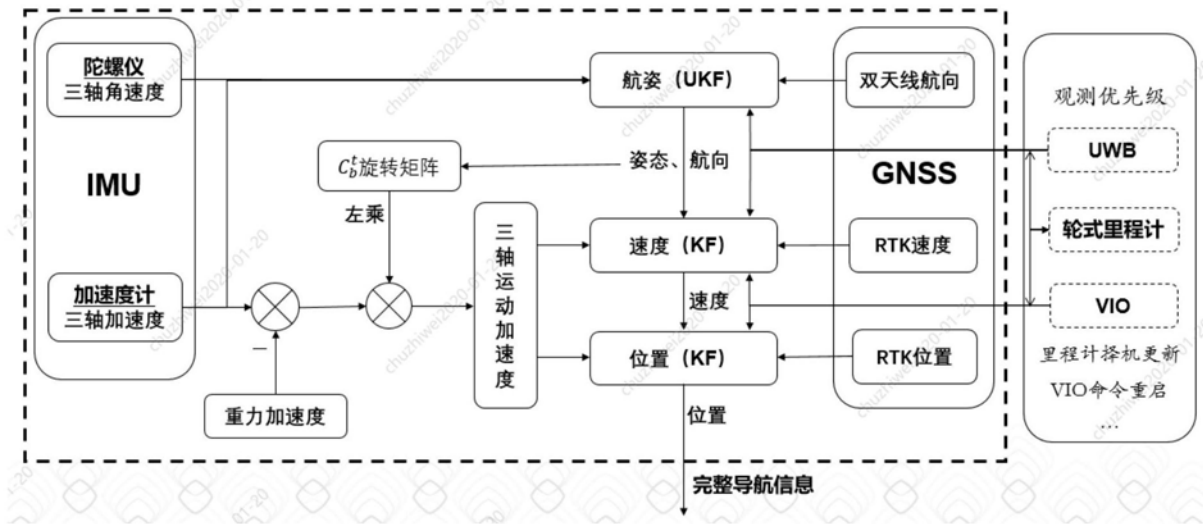 陀螺仪
三轴角速度
IMU
加速度计
三轴加速度
重力加速度
C_b^t旋转矩阵
左乘
三轴运动加速度
航姿（UKF）
姿态、航向
速度（KF）
速度
位置（KF）
位置
完整导航信息
双天线航向
GNSS
RTK速度
RTK位置
观测优先级
UWB
轮式里程计
VIO
里程计择机更新
VIO命令重启
...
—
chuzhiwei2020-01-20